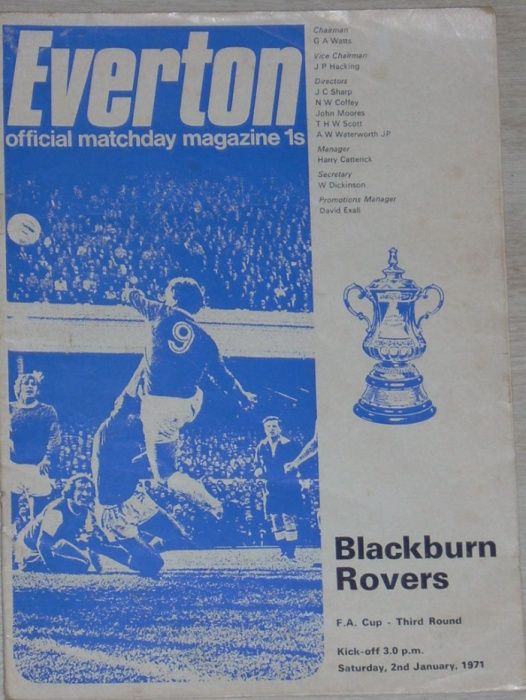 Everton
official matchday magazine 1s
Chairman
G A Watts
Vice Chairman
J P Hacking
Directors
J C Sharp
N W Coffey
John Moores
T H W Scott
A W Waterworth JP
Manager
Harry Catterick
Secretary
W Dickinson
Promotions Manager
David Exall
9
Blackburn
Rovers
F.A. Cup - Third Round
Kick-off 3.0 p.m.
Saturday, 2nd January, 1971